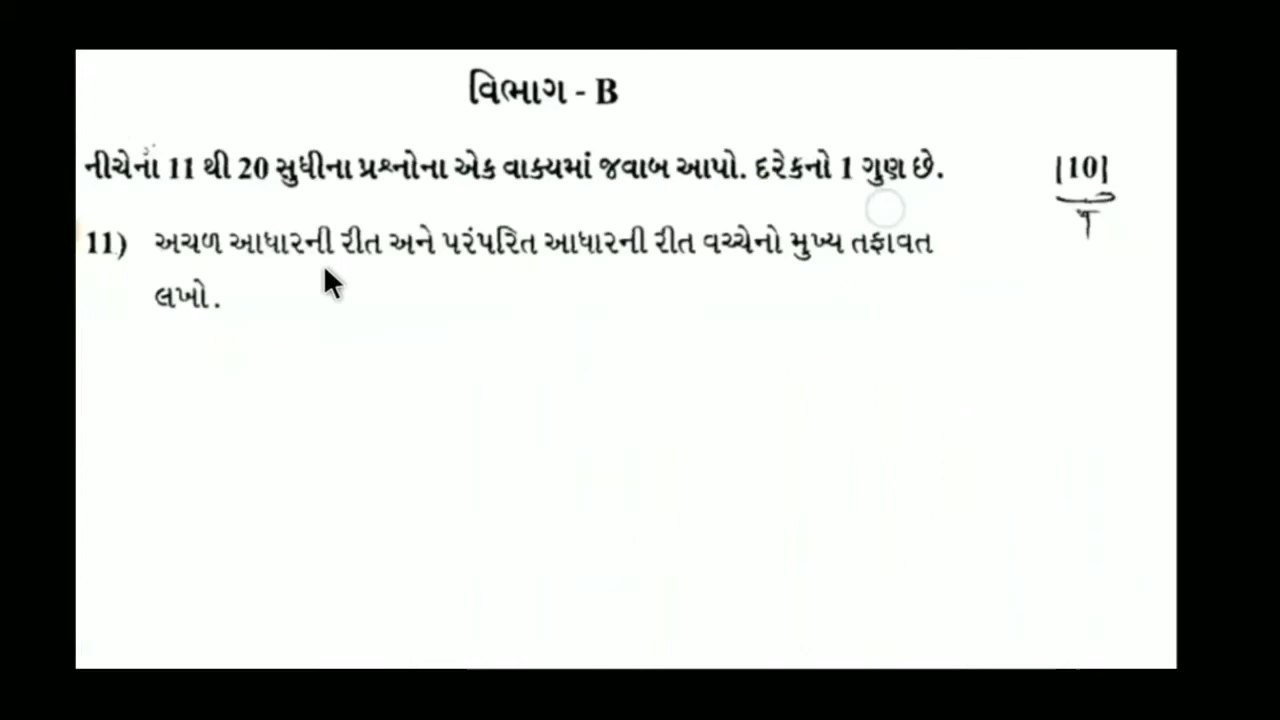 વિભાગ - B
નીચેના 11 થી 20 સુધીના પ્રશ્નોના એક વાક્યમાં જવાબ આપો. દરેકનો 1 ગુણ છે. [10]
11) અચળ આધારની રીત અને પરંપરિત આધારની રીત વચ્ચેનો મુખ્ય તફાવત
લખો.